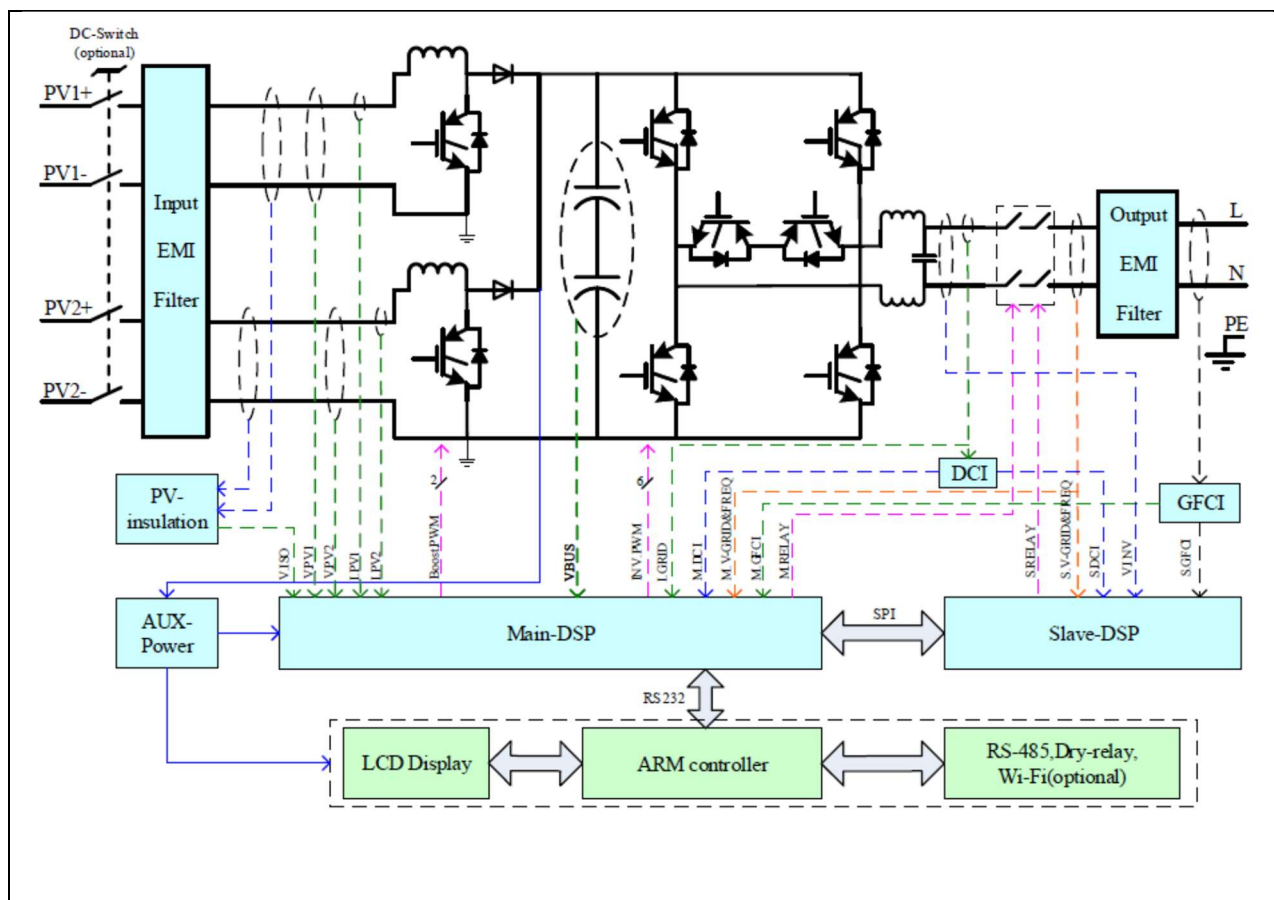 DC-Switch
(optional)
PV1+
PV1-
PV2+
PV2-
Input
EMI
Filter
Output
EMI
Filter
L
N
PE
PV-
insulation
DCI
GFCI
2
6
VISO
VPV1
VPV2
I.PV1
I.PV2
Boost.PWM
VBUS
INV.PWM
I.GRID
M.DCI
M.V-GRID&FREQ
M.GFCI
M.RELAY
S.RELAY
S.V-GRID&FREQ
S.DCI
VINV
S.GFCI
AUX-
Power
Main-DSP
SPI
Slave-DSP
RS232
LCD Display
ARM controller
RS-485,Dry-relay,
Wi-Fi(optional)